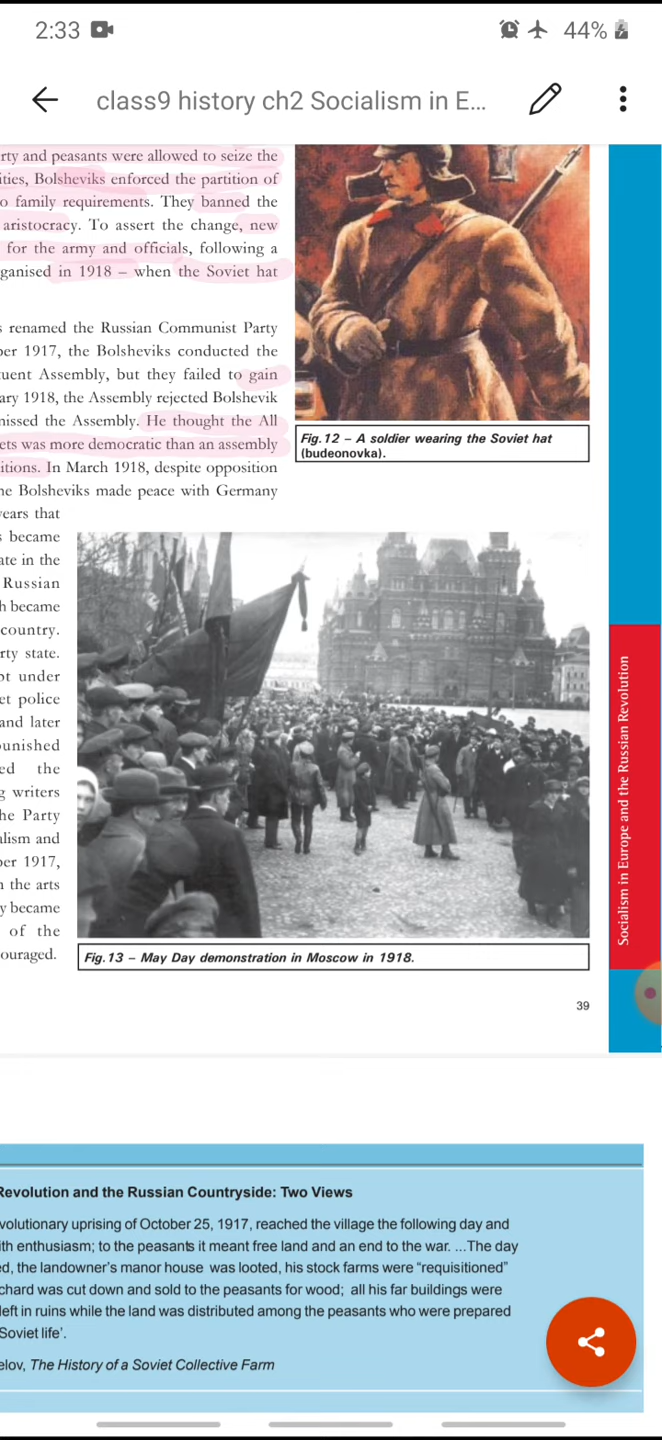 2:33
44%
class9 history ch2 Socialism in E...
rty and peasants were allowed to seize the
ities, Bolsheviks enforced the partition of
o family requirements. They banned the
aristocracy. To assert the change, new
for the army and officials, following a
ganised in 1918 – when the Soviet hat
s renamed the Russian Communist Party
ber 1917, the Bolsheviks conducted the
tuent Assembly, but they failed to gain
ary 1918, the Assembly rejected Bolshevik
missed the Assembly. He thought the All
ets was more democratic than an assembly
itions. In March 1918, despite opposition
he Bolsheviks made peace with Germany
years that
s became
ate in the
Russian
h became
country.
rty state.
pt under
et police
and later
punished
ed the
g writers
he Party
alism and
ber 1917,
n the arts
y became
of the
ouraged.
Fig.12 – A soldier wearing the Soviet hat
(budeonovka).
Fig.13 – May Day demonstration in Moscow in 1918.
Socialism in Europe and the Russian Revolution
39
Revolution and the Russian Countryside: Two Views
volutionary uprising of October 25, 1917, reached the village the following day and
ith enthusiasm; to the peasants it meant free land and an end to the war. ...The day
ed, the landowner's manor house was looted, his stock farms were “requisitioned”
chard was cut down and sold to the peasants for wood; all his far buildings were
left in ruins while the land was distributed among the peasants who were prepared
Soviet life’.
elov, The History of a Soviet Collective Farm